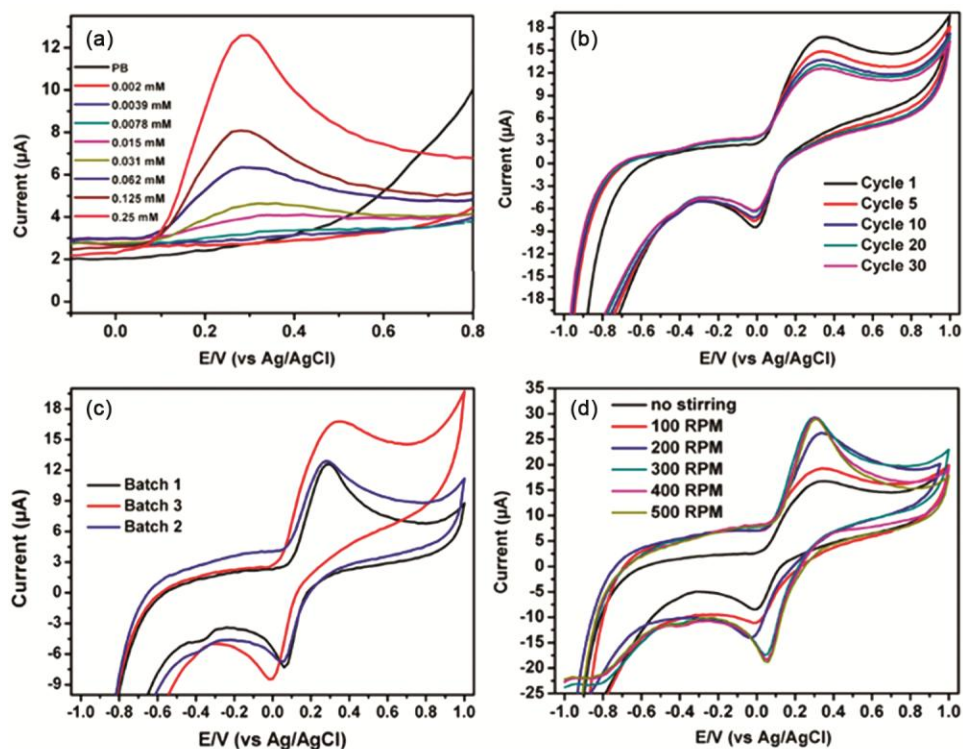 (a)
14
12
10
8
6
4
2
0
Current (µA)
PB
0.002 mM
0.0039 mM
0.0078 mM
0.015 mM
0.031 mM
0.062 mM
0.125 mM
0.25 mM
0.0 0.2 0.4 0.6 0.8
E/V (vs Ag/AgCl)
(b)
18
15
12
9
6
3
0
-3
-6
-9
-12
-15
-18
Current (µA)
Cycle 1
Cycle 5
Cycle 10
Cycle 20
Cycle 30
-1.0 -0.8 -0.6 -0.4 -0.2 0.0 0.2 0.4 0.6 0.8 1.0
E/V (vs Ag/AgCl)
(c)
18
15
12
9
6
3
0
-3
-6
-9
Current (µA)
Batch 1
Batch 3
Batch 2
-1.0 -0.8 -0.6 -0.4 -0.2 0.0 0.2 0.4 0.6 0.8 1.0
E/V (vs Ag/AgCl)
(d)
35
30
25
20
15
10
5
0
-5
-10
-15
-20
-25
Current (µA)
no stirring
100 RPM
200 RPM
300 RPM
400 RPM
500 RPM
-1.0 -0.8 -0.6 -0.4 -0.2 0.0 0.2 0.4 0.6 0.8 1.0
E/V (vs Ag/AgCl)